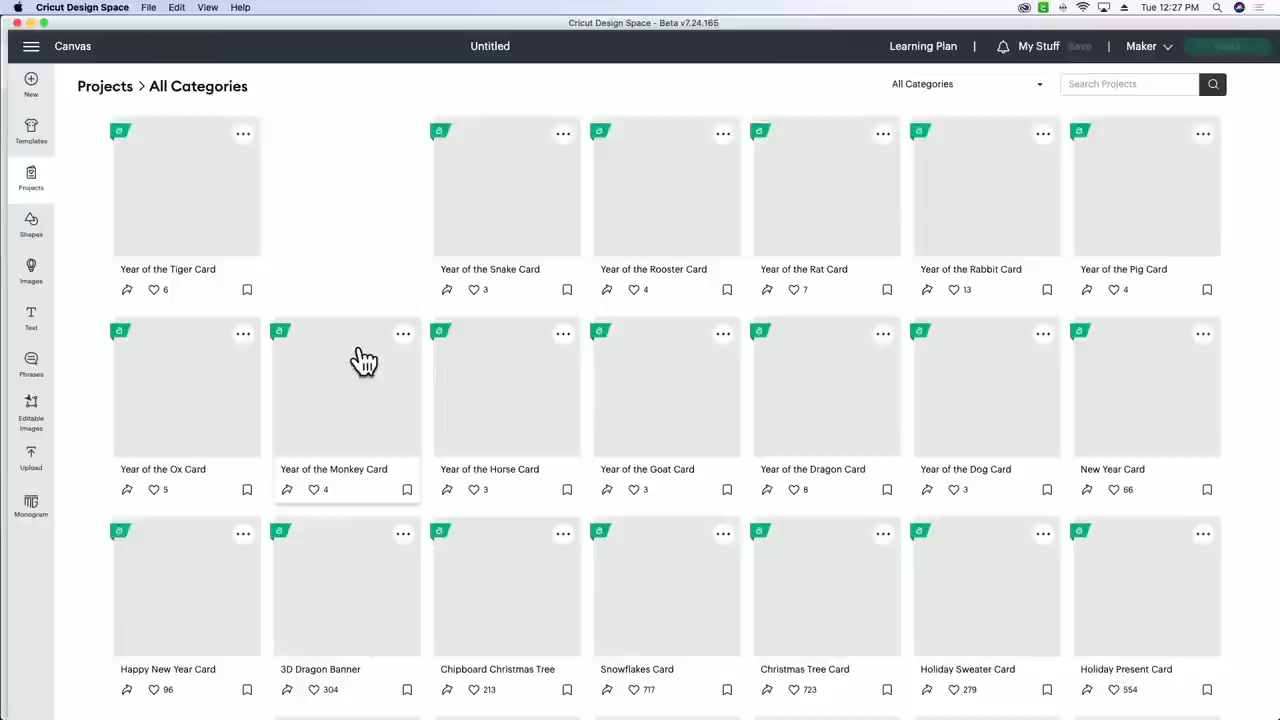 Cricut Design Space File Edit View Help Tue 12:27 PM
Cricut Design Space - Beta v7.24.165
Canvas Untitled Learning Plan | My Stuff Save | Maker
New
Templates
Projects
Shapes
Images
Text
Phrases
Editable
Images
Upload
Monogram
Projects > All Categories All Categories Search Projects
Year of the Tiger Card Year of the Snake Card Year of the Rooster Card Year of the Rat Card Year of the Rabbit Card Year of the Pig Card
6 3 4 7 13 4
Year of the Ox Card Year of the Monkey Card Year of the Horse Card Year of the Goat Card Year of the Dragon Card Year of the Dog Card New Year Card
5 4 3 3 8 3 66
Happy New Year Card 3D Dragon Banner Chipboard Christmas Tree Snowflakes Card Christmas Tree Card Holiday Sweater Card Holiday Present Card
96 304 213 717 723 279 554